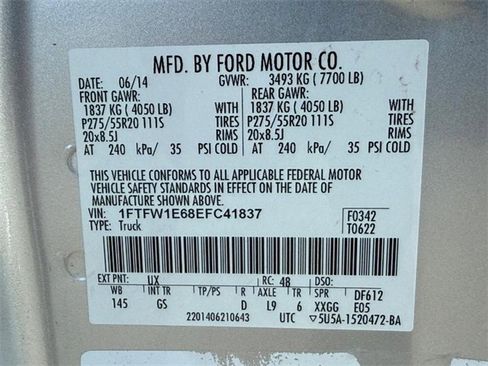 MFD. BY FORD MOTOR CO.
DATE: 06/14 GVWR: 3493 KG ( 7700 LB)
FRONT GAWR: REAR GAWR:
1837 KG ( 4050 LB) WITH 1837 KG ( 4050 LB) WITH
P275/55R20 111S TIRES P275/55R20 111S TIRES
20x8.5J RIMS 20x8.5J RIMS
AT 240 kPa/ 35 PSI COLD AT 240 kPa/ 35 PSI COLD
THIS VEHICLE CONFORMS TO ALL APPLICABLE FEDERAL MOTOR
VEHICLE SAFETY STANDARDS IN EFFECT ON THE DATE OF
MANUFACTURE SHOWN ABOVE.
VIN: 1FTFW1E68EFC41837 F0342
TYPE: Truck T0622
EXT PNT: UX RC: 48 DSO:
WB INT TR TP/PS R AXLE TR SPR DF612
145 GS D L9 6 XXGG E05
2201406210643 UTC ▽5U5A-1520472-BA